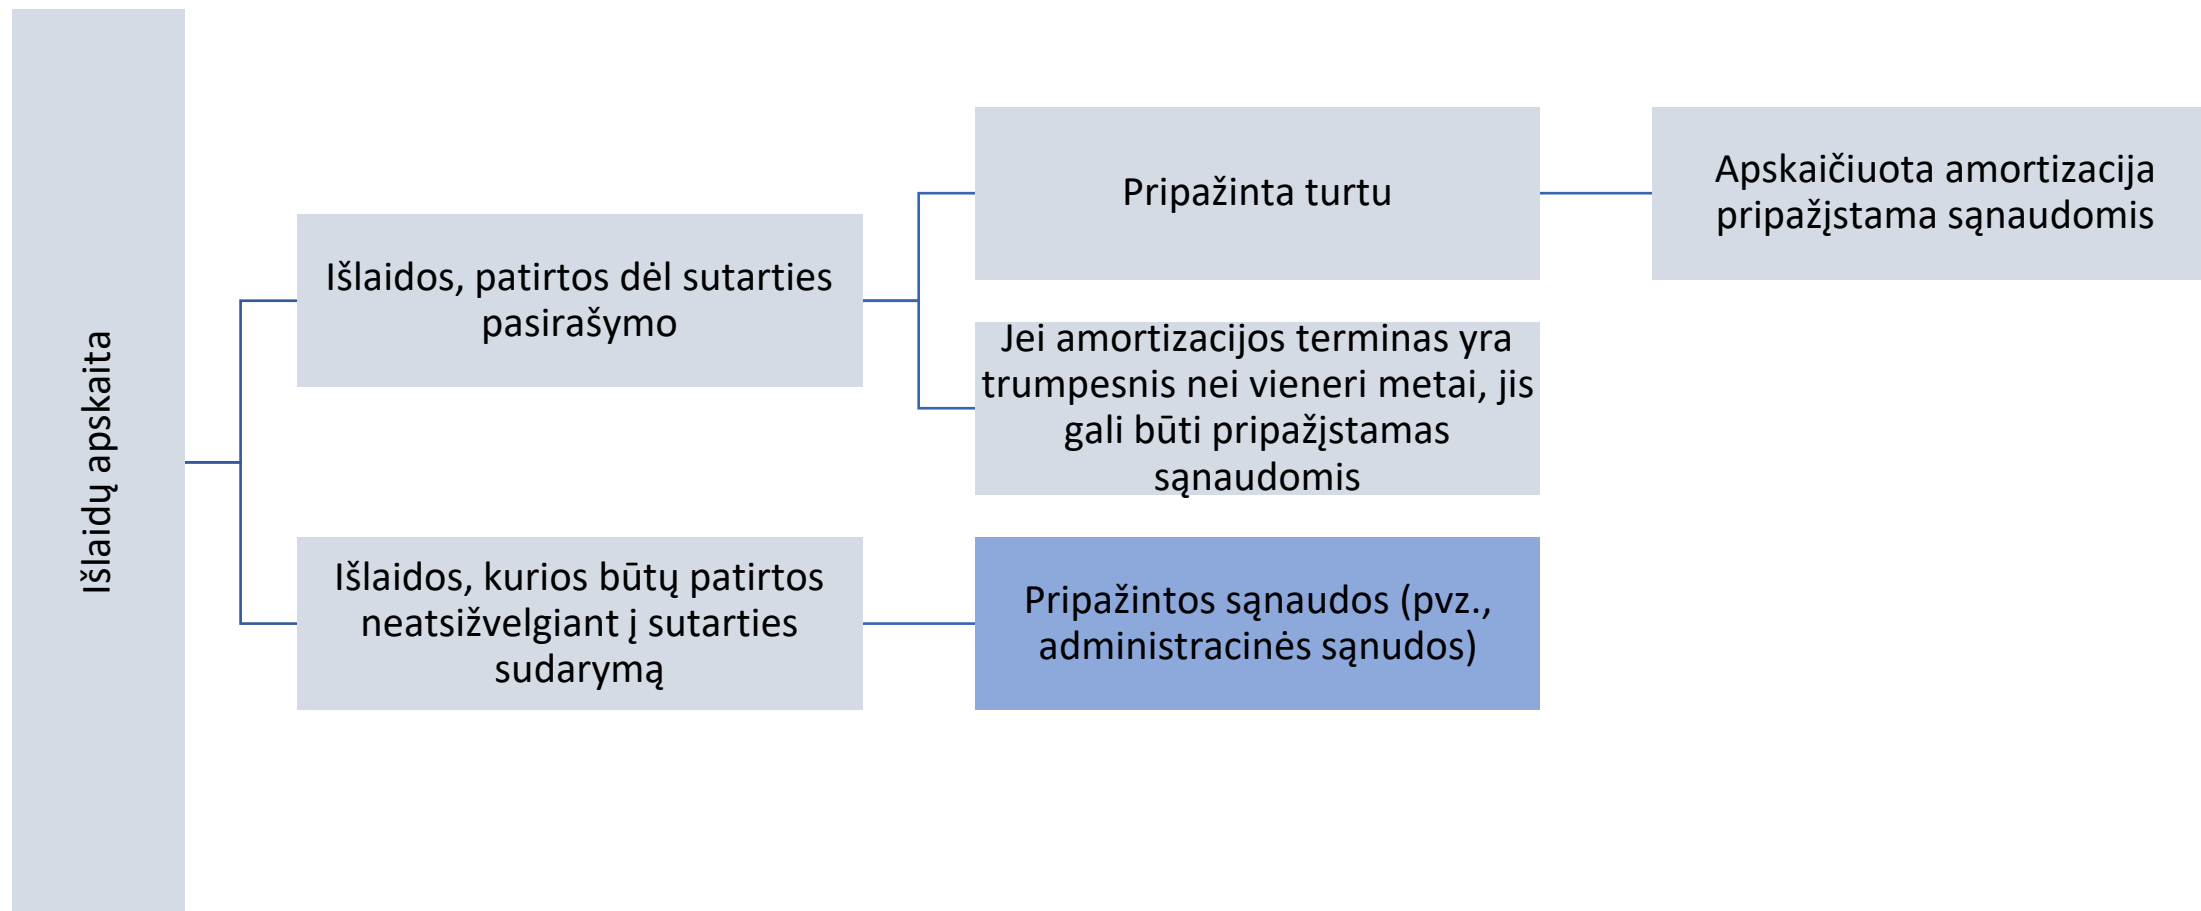 Išlaidų apskaita
Išlaidos, patirtos dėl sutarties
pasirašymo
Pripažinta turtu
Apskaičiuota amortizacija
pripažįstama sąnaudomis
Jei amortizacijos terminas yra
trumpesnis nei vieneri metai, jis
gali būti pripažįstamas
sąnaudomis
Išlaidos, kurios būtų patirtos
neatsižvelgiant į sutarties
sudarymą
Pripažintos sąnaudos (pvz.,
administracinės sąnudos)